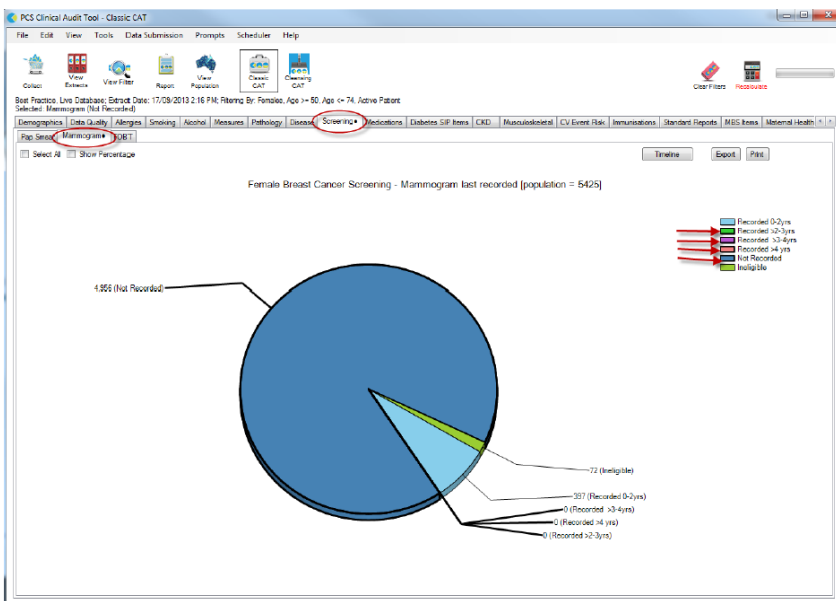 PCS Clinical Audit Tool - Classic CAT
File Edit View Tools Data Submission Prompts Scheduler Help
Collect View Extracts View Filter Report View Population Classic CAT Cleansing CAT Clear Filters Recalculate
Best Practice, Live Database; Extract Date: 17/09/2013 2:16 PM; Filtering By: Females, Age >= 50, Age <= 74, Active Patient
Selected: Mammogram (Not Recorded)
Demographics Data Quality Allergies Smoking Alcohol Measures Pathology Disease Screening • Medications Diabetes SIP Items CKD Musculoskeletal CV Event Risk Immunisations Standard Reports MBS Items Maternal Health
Pap Smear Mammogram • FOBT
Select All Show Percentage Timeline Export Print
Female Breast Cancer Screening - Mammogram last recorded [population = 5425]
Recorded 0-2yrs
Recorded >2-3yrs
Recorded >3-4yrs
Recorded >4 yrs
Not Recorded
Ineligible
4,956 (Not Recorded)
72 (Ineligible)
397 (Recorded 0-2yrs)
0 (Recorded >3-4yrs)
0 (Recorded >4 yrs)
0 (Recorded >2-3yrs)